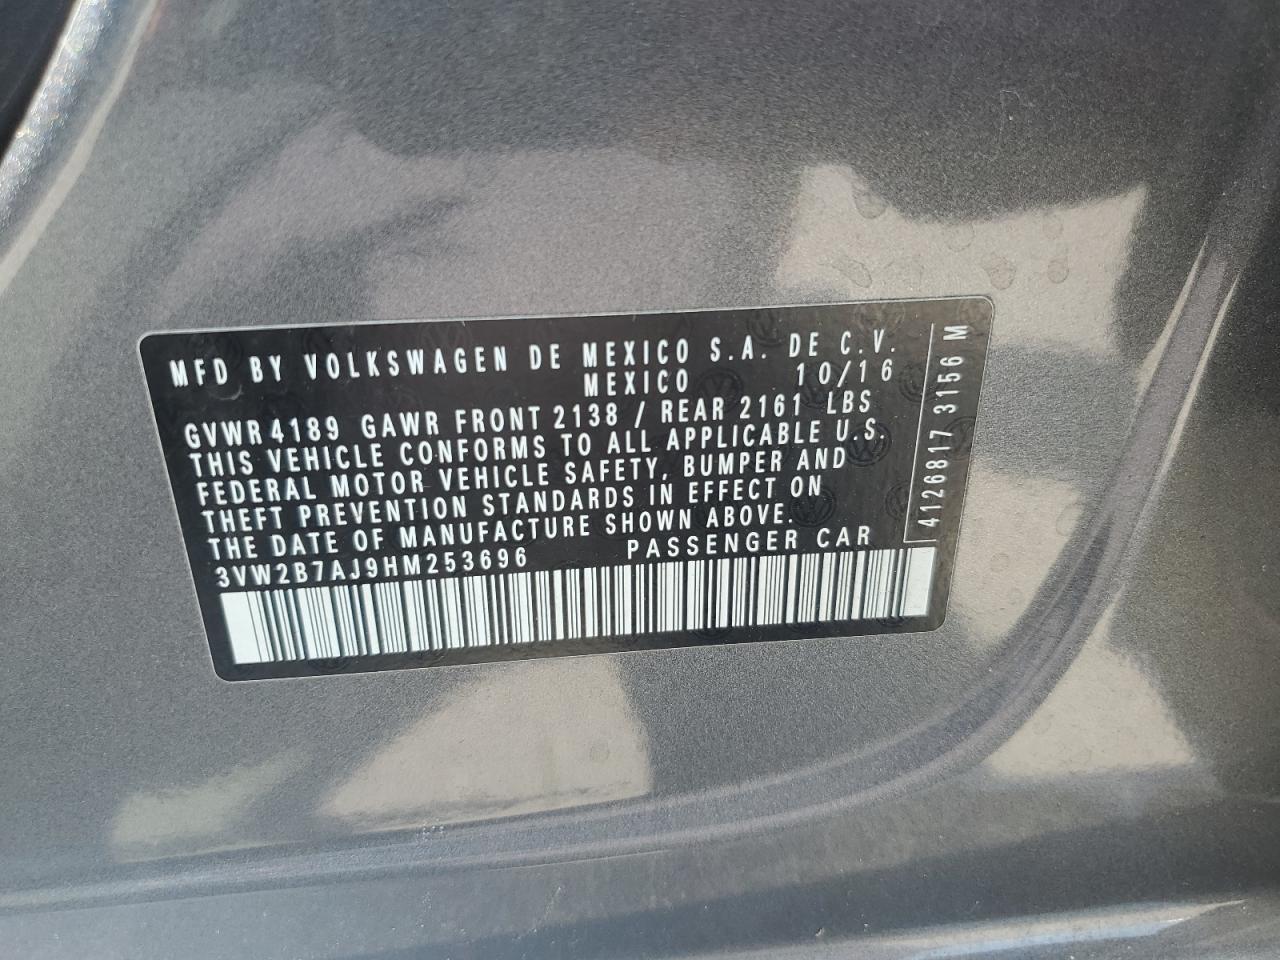 MFD BY VOLKSWAGEN DE MEXICO S.A. DE C.V.
MEXICO 10/16
GVWR 4189 GAWR FRONT 2138 / REAR 2161 LBS
THIS VEHICLE CONFORMS TO ALL APPLICABLE U.S.
FEDERAL MOTOR VEHICLE SAFETY, BUMPER AND
THEFT PREVENTION STANDARDS IN EFFECT ON
THE DATE OF MANUFACTURE SHOWN ABOVE.
3VW2B7AJ9HM253696 PASSENGER CAR
4126817 3156 M